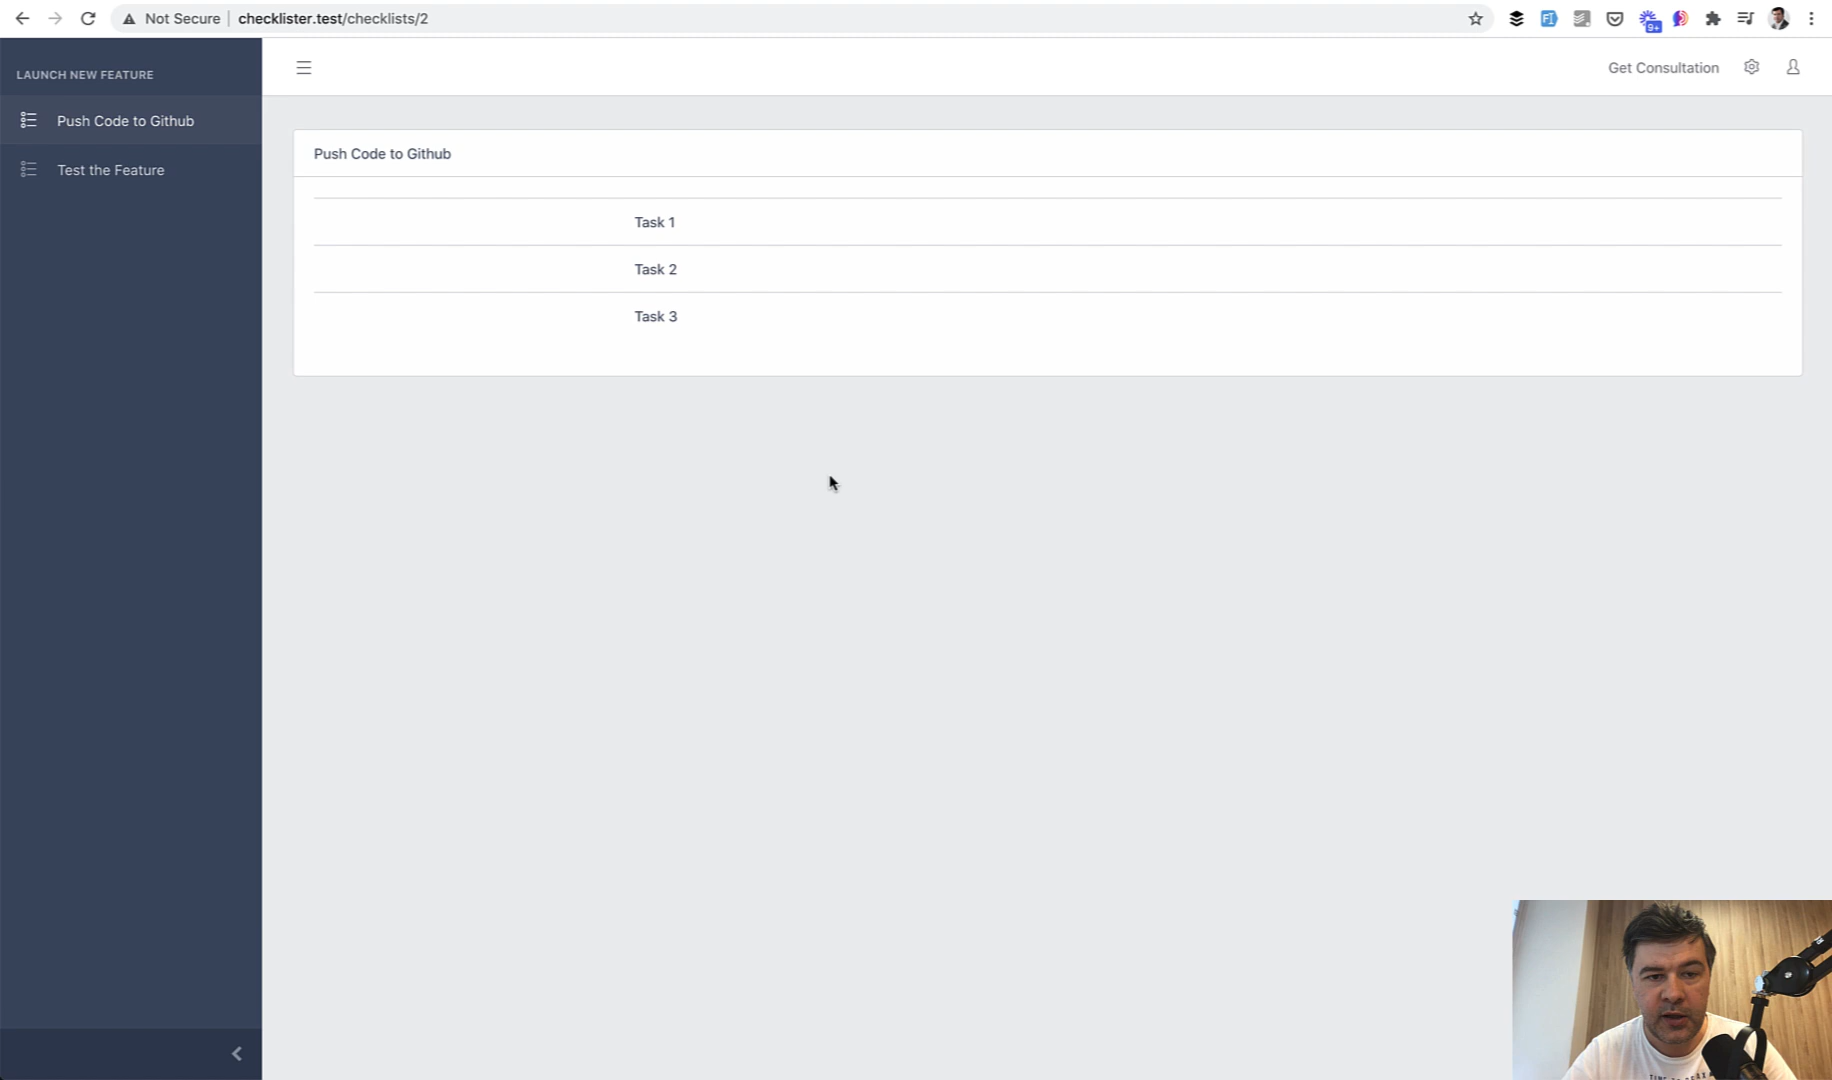 Not Secure | checklister.test/checklists/2
9+
LAUNCH NEW FEATURE
Push Code to Github
Test the Feature
Get Consultation
Push Code to Github
Task 1
Task 2
Task 3